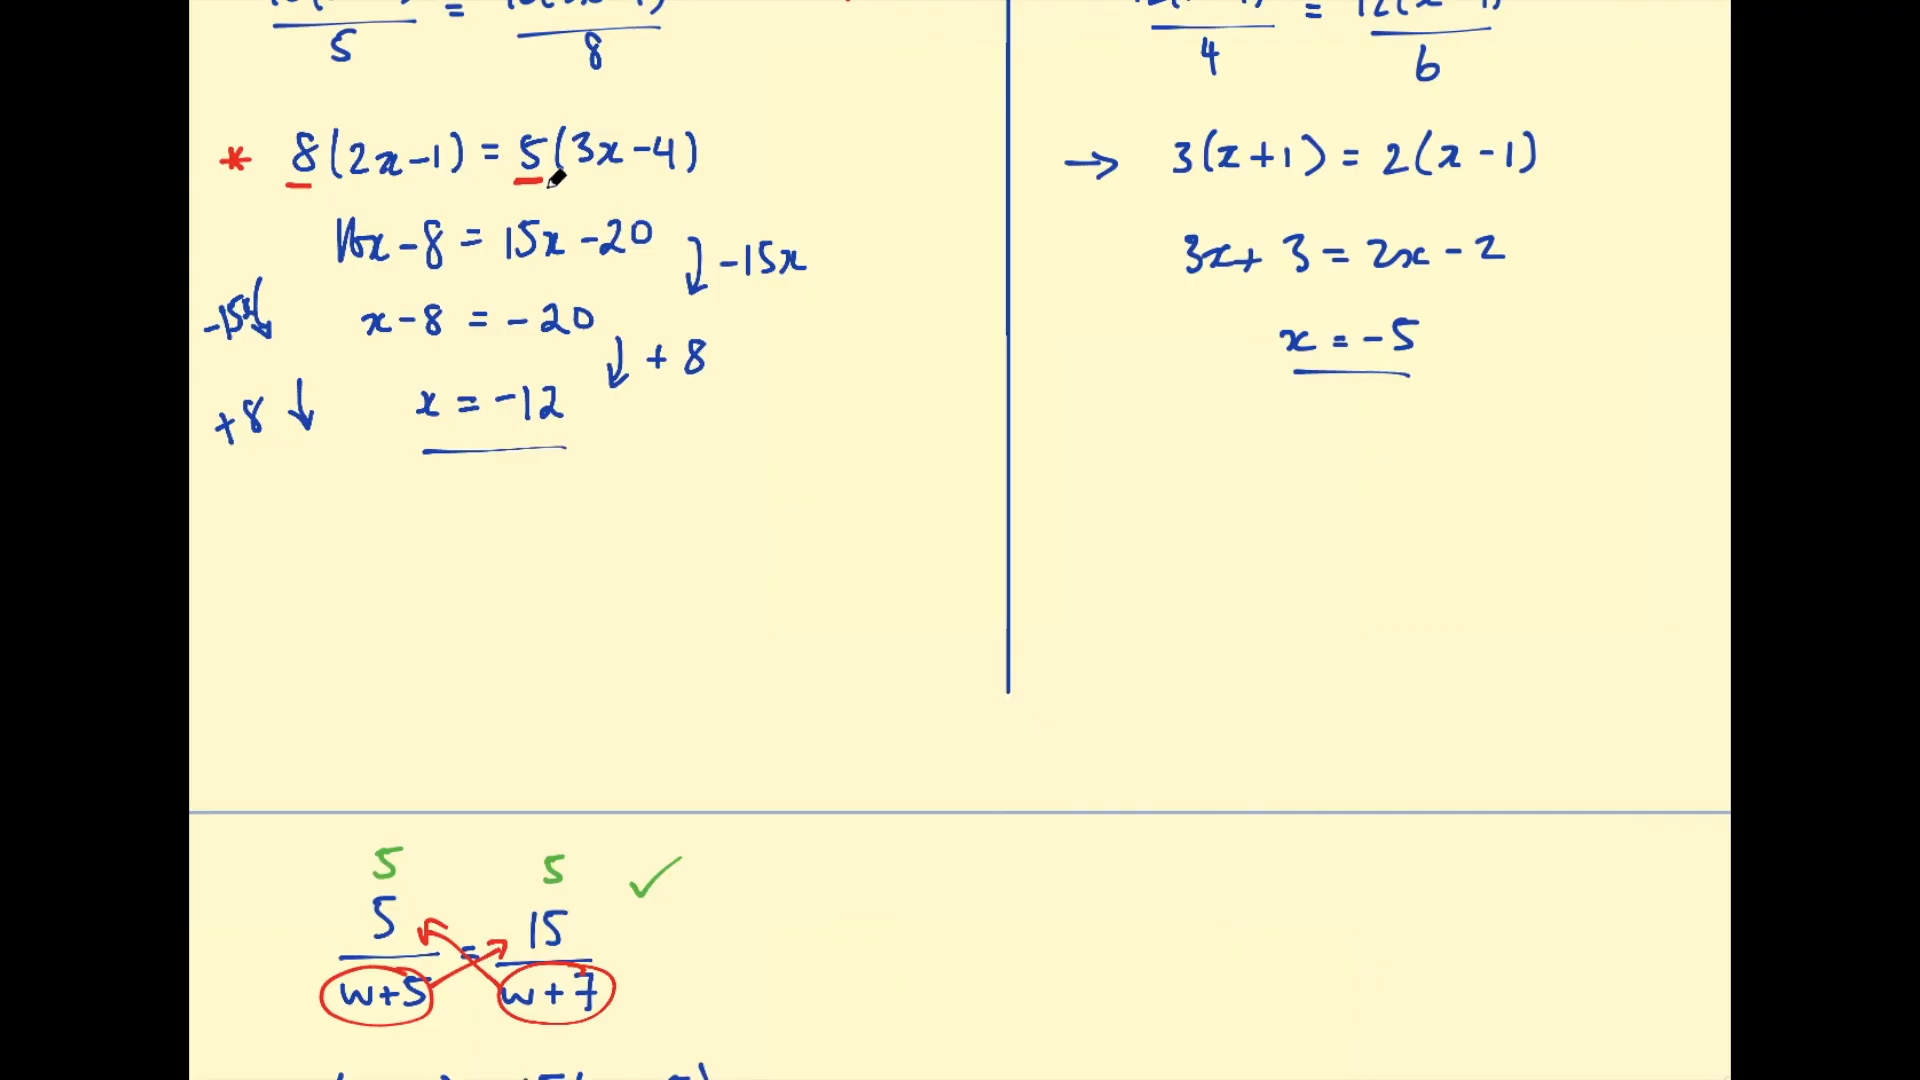 5 = 8
* 8(2x-1) = 5(3x-4)
16x-8 = 15x-20
-15x
-15x
x-8 = -20
+ 8
+8
x = -12
4 = 6
→ 3(x+1) = 2(x-1)
3x+ 3 = 2x - 2
x = -5
5 5 ✓
5 = 15
w+5 w+7